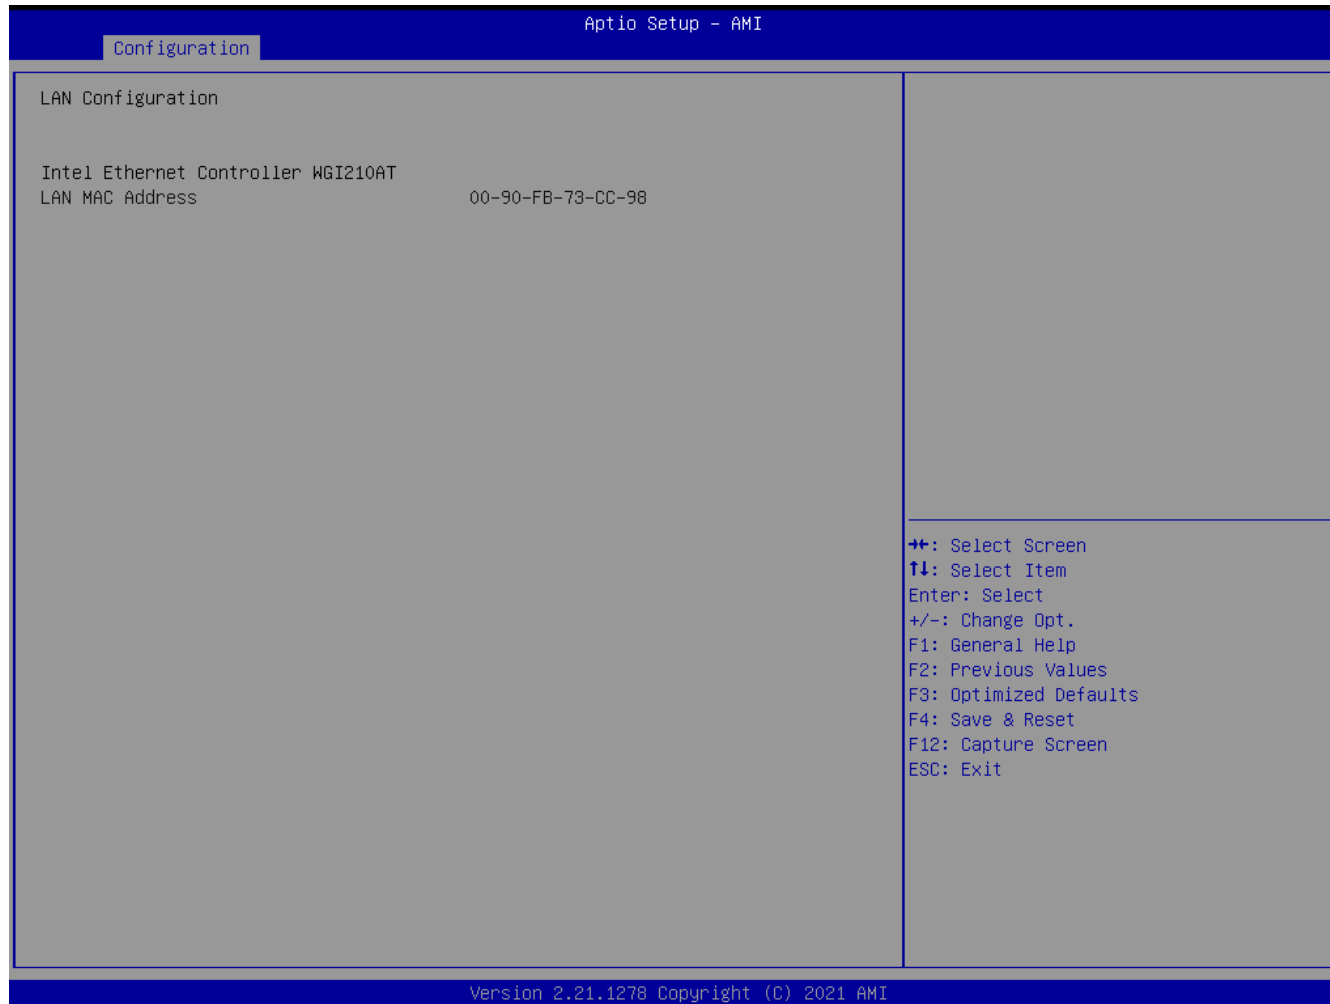 Aptio Setup – AMI
Configuration
LAN Configuration
Intel Ethernet Controller WGI210AT
LAN MAC Address 00-90-FB-73-CC-98
→←: Select Screen
↑↓: Select Item
Enter: Select
+/-: Change Opt.
F1: General Help
F2: Previous Values
F3: Optimized Defaults
F4: Save & Reset
F12: Capture Screen
ESC: Exit
Version 2.21.1278 Copyright (C) 2021 AMI